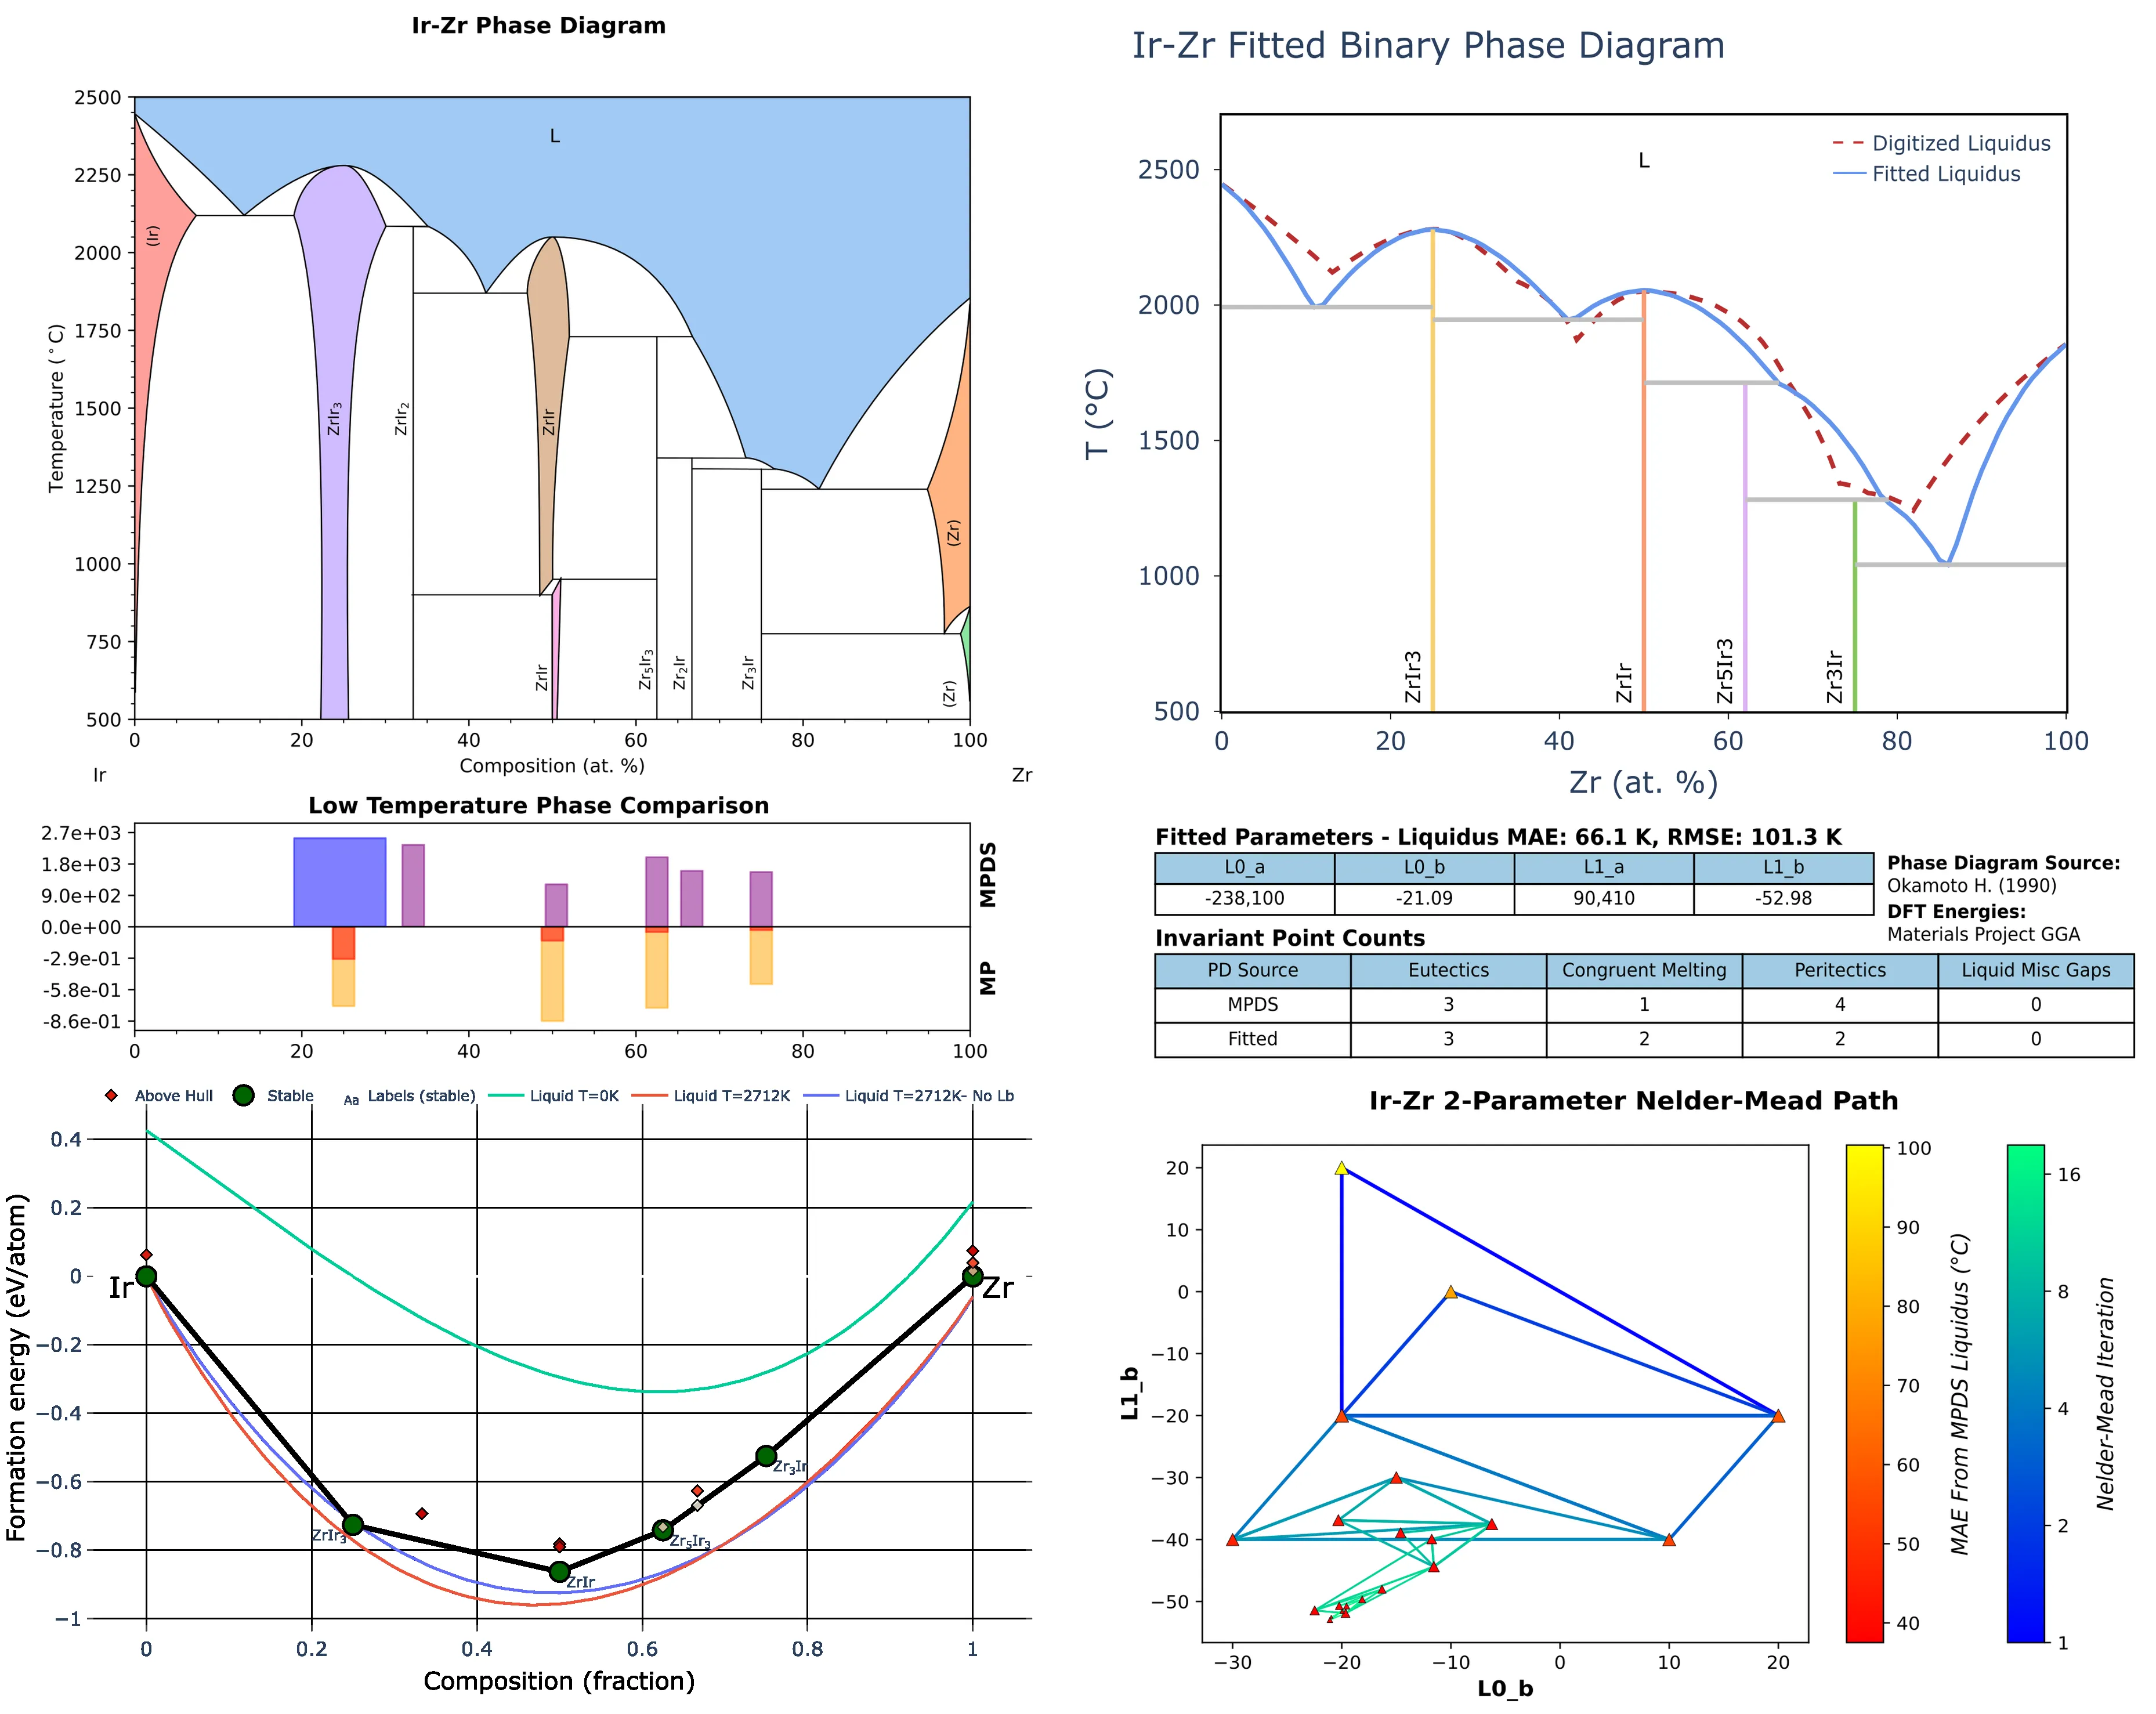 Ir-Zr Phase Diagram
2500
2250
2000
1750
1500
1250
1000
750
500
Temperature (°C)
L
(Ir)
ZrIr3
ZrIr2
ZrIr
ZrIr
Zr5Ir3
Zr2Ir
Zr3Ir
(Zr)
(Zr)
0 20 40 60 80 100
Composition (at. %)
Ir Zr
Ir-Zr Fitted Binary Phase Diagram
L
Digitized Liquidus
Fitted Liquidus
2500
2000
1500
1000
500
T (°C)
ZrIr3
ZrIr
Zr5Ir3
Zr3Ir
0 20 40 60 80 100
Zr (at. %)
Low Temperature Phase Comparison
2.7e+03
1.8e+03
9.0e+02
0.0e+00
-2.9e-01
-5.8e-01
-8.6e-01
MPDS
MP
0 20 40 60 80 100
Fitted Parameters - Liquidus MAE: 66.1 K, RMSE: 101.3 K
L0_a L0_b L1_a L1_b
-238,100 -21.09 90,410 -52.98
Phase Diagram Source:
Okamoto H. (1990)
DFT Energies:
Materials Project GGA
Invariant Point Counts
PD Source Eutectics Congruent Melting Peritectics Liquid Misc Gaps
MPDS 3 1 4 0
Fitted 3 2 2 0
Above Hull Stable Aa Labels (stable) Liquid T=0K Liquid T=2712K Liquid T=2712K- No Lb
0.4
0.2
0
−0.2
−0.4
−0.6
−0.8
−1
Formation energy (eV/atom)
Ir
Zr
ZrIr3
ZrIr
Zr5Ir3
Zr3Ir
0 0.2 0.4 0.6 0.8 1
Composition (fraction)
Ir-Zr 2-Parameter Nelder-Mead Path
20
10
0
−10
−20
−30
−40
−50
L1_b
−30 −20 −10 0 10 20
L0_b
100
90
80
70
60
50
40
MAE From MPDS Liquidus (°C)
16
8
4
2
1
Nelder-Mead Iteration